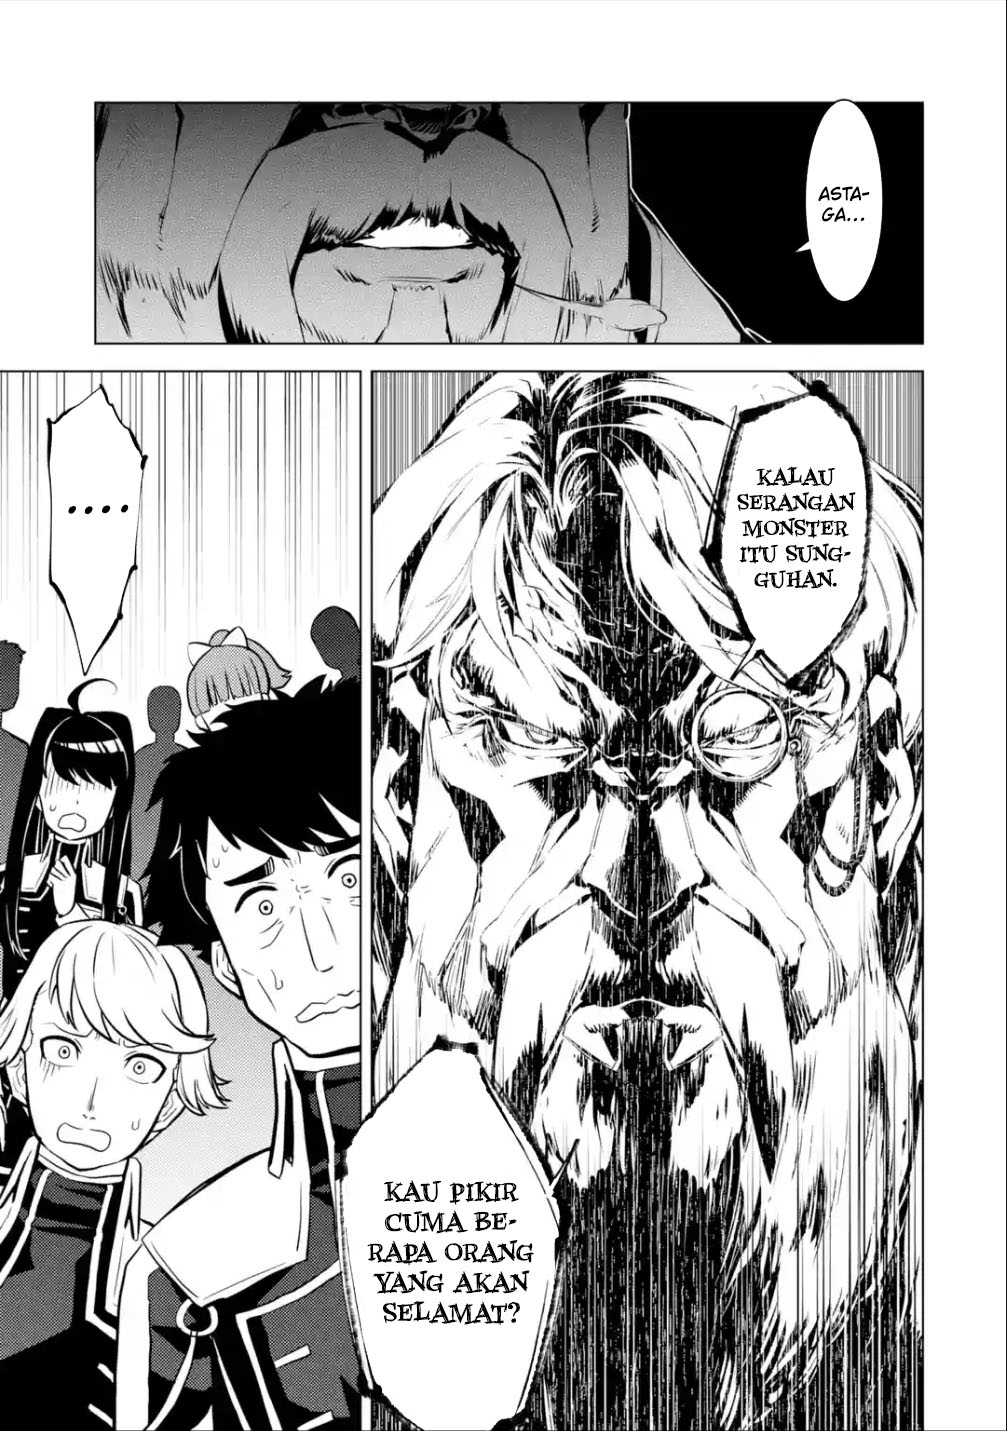 ASTA-
GA...
KALAU
SERANGAN
MONSTER
ITU SUNG-
GUHAN.
KAU PIKIR
CUMA BE-
RAPA ORANG
YANG AKAN
SELAMAT?
....